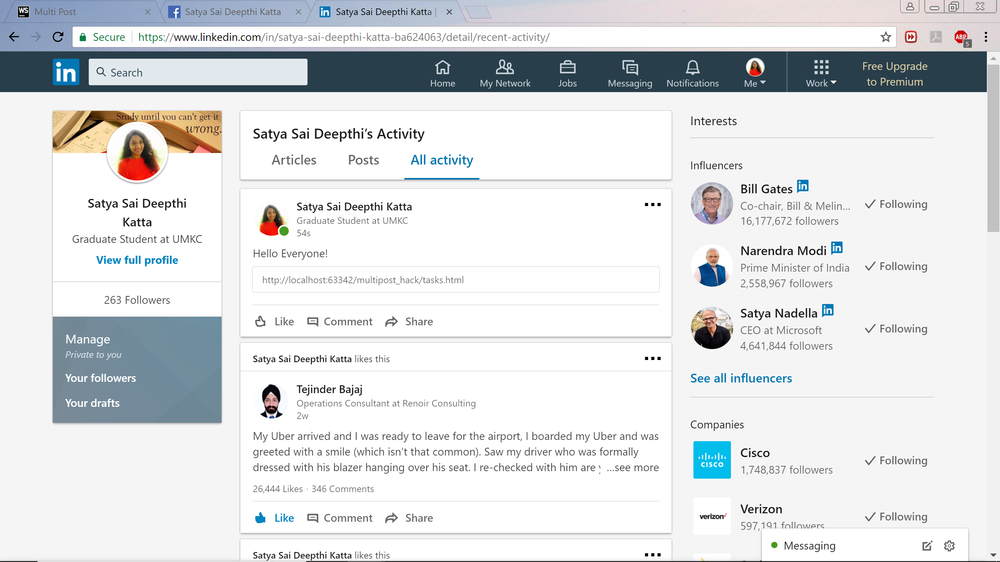 WS Multi Post
Satya Sai Deepthi Katta
Satya Sai Deepthi Katta |
Secure
https://www.linkedin.com/in/satya-sai-deepthi-katta-ba624063/detail/recent-activity/
ABP
5
in
Search
Home
My Network
Jobs
Messaging
Notifications
Me
Work
Free Upgrade
to Premium
Study until you can't get it
wrong.
Satya Sai Deepthi
Katta
Graduate Student at UMKC
View full profile
263 Followers
Manage
Private to you
Your followers
Your drafts
Satya Sai Deepthi’s Activity
Articles Posts All activity
Satya Sai Deepthi Katta
Graduate Student at UMKC
54s
Hello Everyone!
http://localhost:63342/multipost_hack/tasks.html
Like Comment Share
Satya Sai Deepthi Katta likes this
Tejinder Bajaj
Operations Consultant at Renoir Consulting
2w
My Uber arrived and I was ready to leave for the airport, I boarded my Uber and was
greeted with a smile (which isn’t that common). Saw my driver who was formally
dressed with his blazer hanging over his seat. I re-checked with him are ...see more
26,444 Likes · 346 Comments
Like Comment Share
Satya Sai Deepthi Katta likes this
Interests
Influencers
Bill Gates in
Co-chair, Bill & Melin...
16,177,672 followers
Following
Narendra Modi in
Prime Minister of India
2,558,967 followers
Following
Satya Nadella in
CEO at Microsoft
4,641,844 followers
Following
See all influencers
Companies
CISCO
Cisco
1,748,837 followers
Following
verizon
Verizon
597,191 followers
Following
Messaging